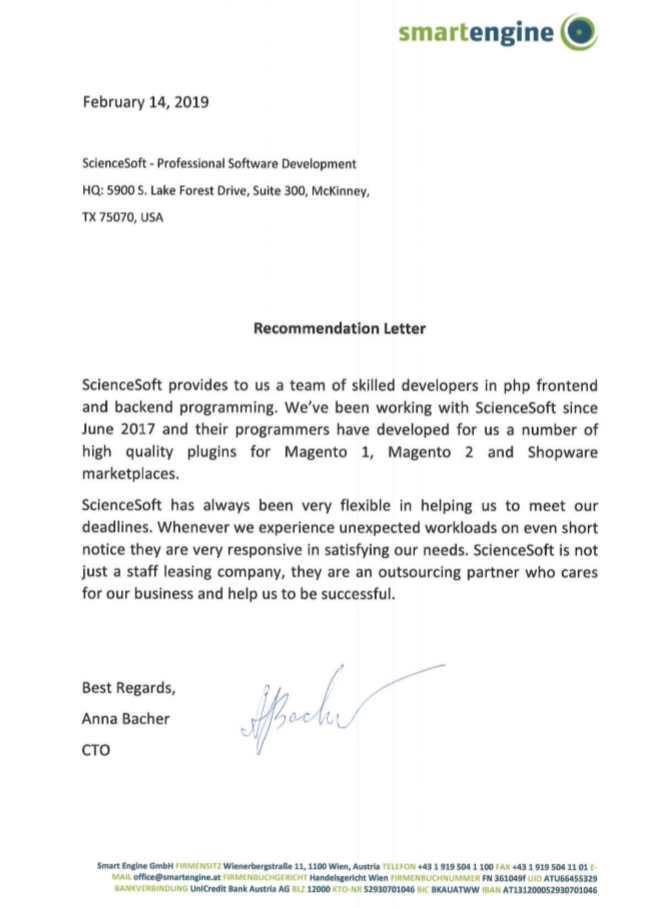 smartengine
February 14, 2019
ScienceSoft - Professional Software Development
HQ: 5900 S. Lake Forest Drive, Suite 300, McKinney,
TX 75070, USA
Recommendation Letter
ScienceSoft provides to us a team of skilled developers in php frontend
and backend programming. We've been working with ScienceSoft since
June 2017 and their programmers have developed for us a number of
high quality plugins for Magento 1, Magento 2 and Shopware
marketplaces.
ScienceSoft has always been very flexible in helping us to meet our
deadlines. Whenever we experience unexpected workloads on even short
notice they are very responsive in satisfying our needs. ScienceSoft is not
just a staff leasing company, they are an outsourcing partner who cares
for our business and help us to be successful.
Best Regards,
Anna Bacher
ABacher
CTO
Smart Engine GmbH FIRMENSITZ Wienerbergstraße 11, 1100 Wien, Austria TELEFON +43 1 919 504 1 100 FAX +43 1 919 504 11 01 E-
MAIL office@smartengine.at FIRMENBUCHGERICHT Handelsgericht Wien FIRMENBUCHNUMMER FN 361049f UID ATU66455329
BANKVERBINDUNG UniCredit Bank Austria AG BLZ 12000 KTO-NR 52930701046 BIC BKAUATWW IBAN AT131200052930701046